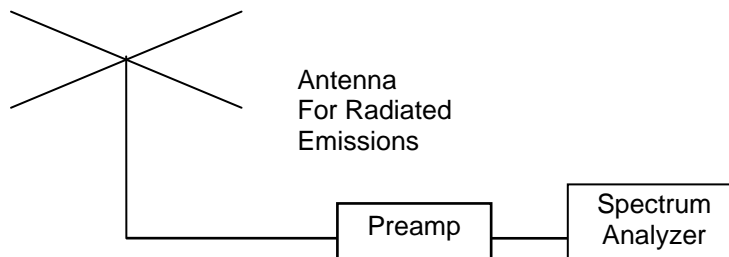 Antenna
For Radiated
Emissions
Preamp
Spectrum
Analyzer